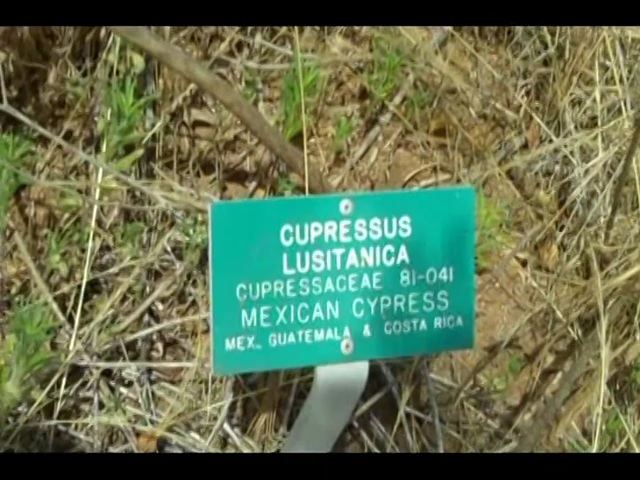 CUPRESSUS
LUSITANICA
CUPRESSACEAE 81-041
MEXICAN CYPRESS
MEX., GUATEMALA & COSTA RICA